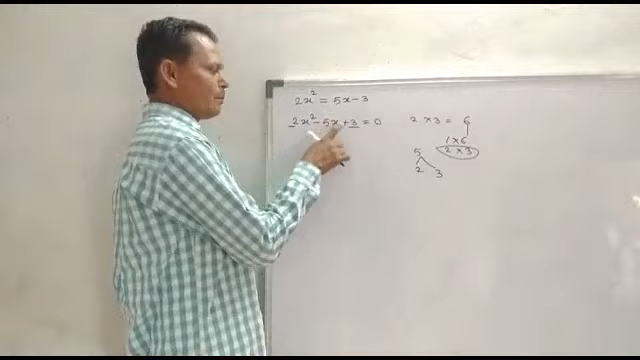 2x² = 5x - 3
2x² - 5x + 3 = 0
2 x 3 = 6
1 x 6
2 x 3
5
2 3